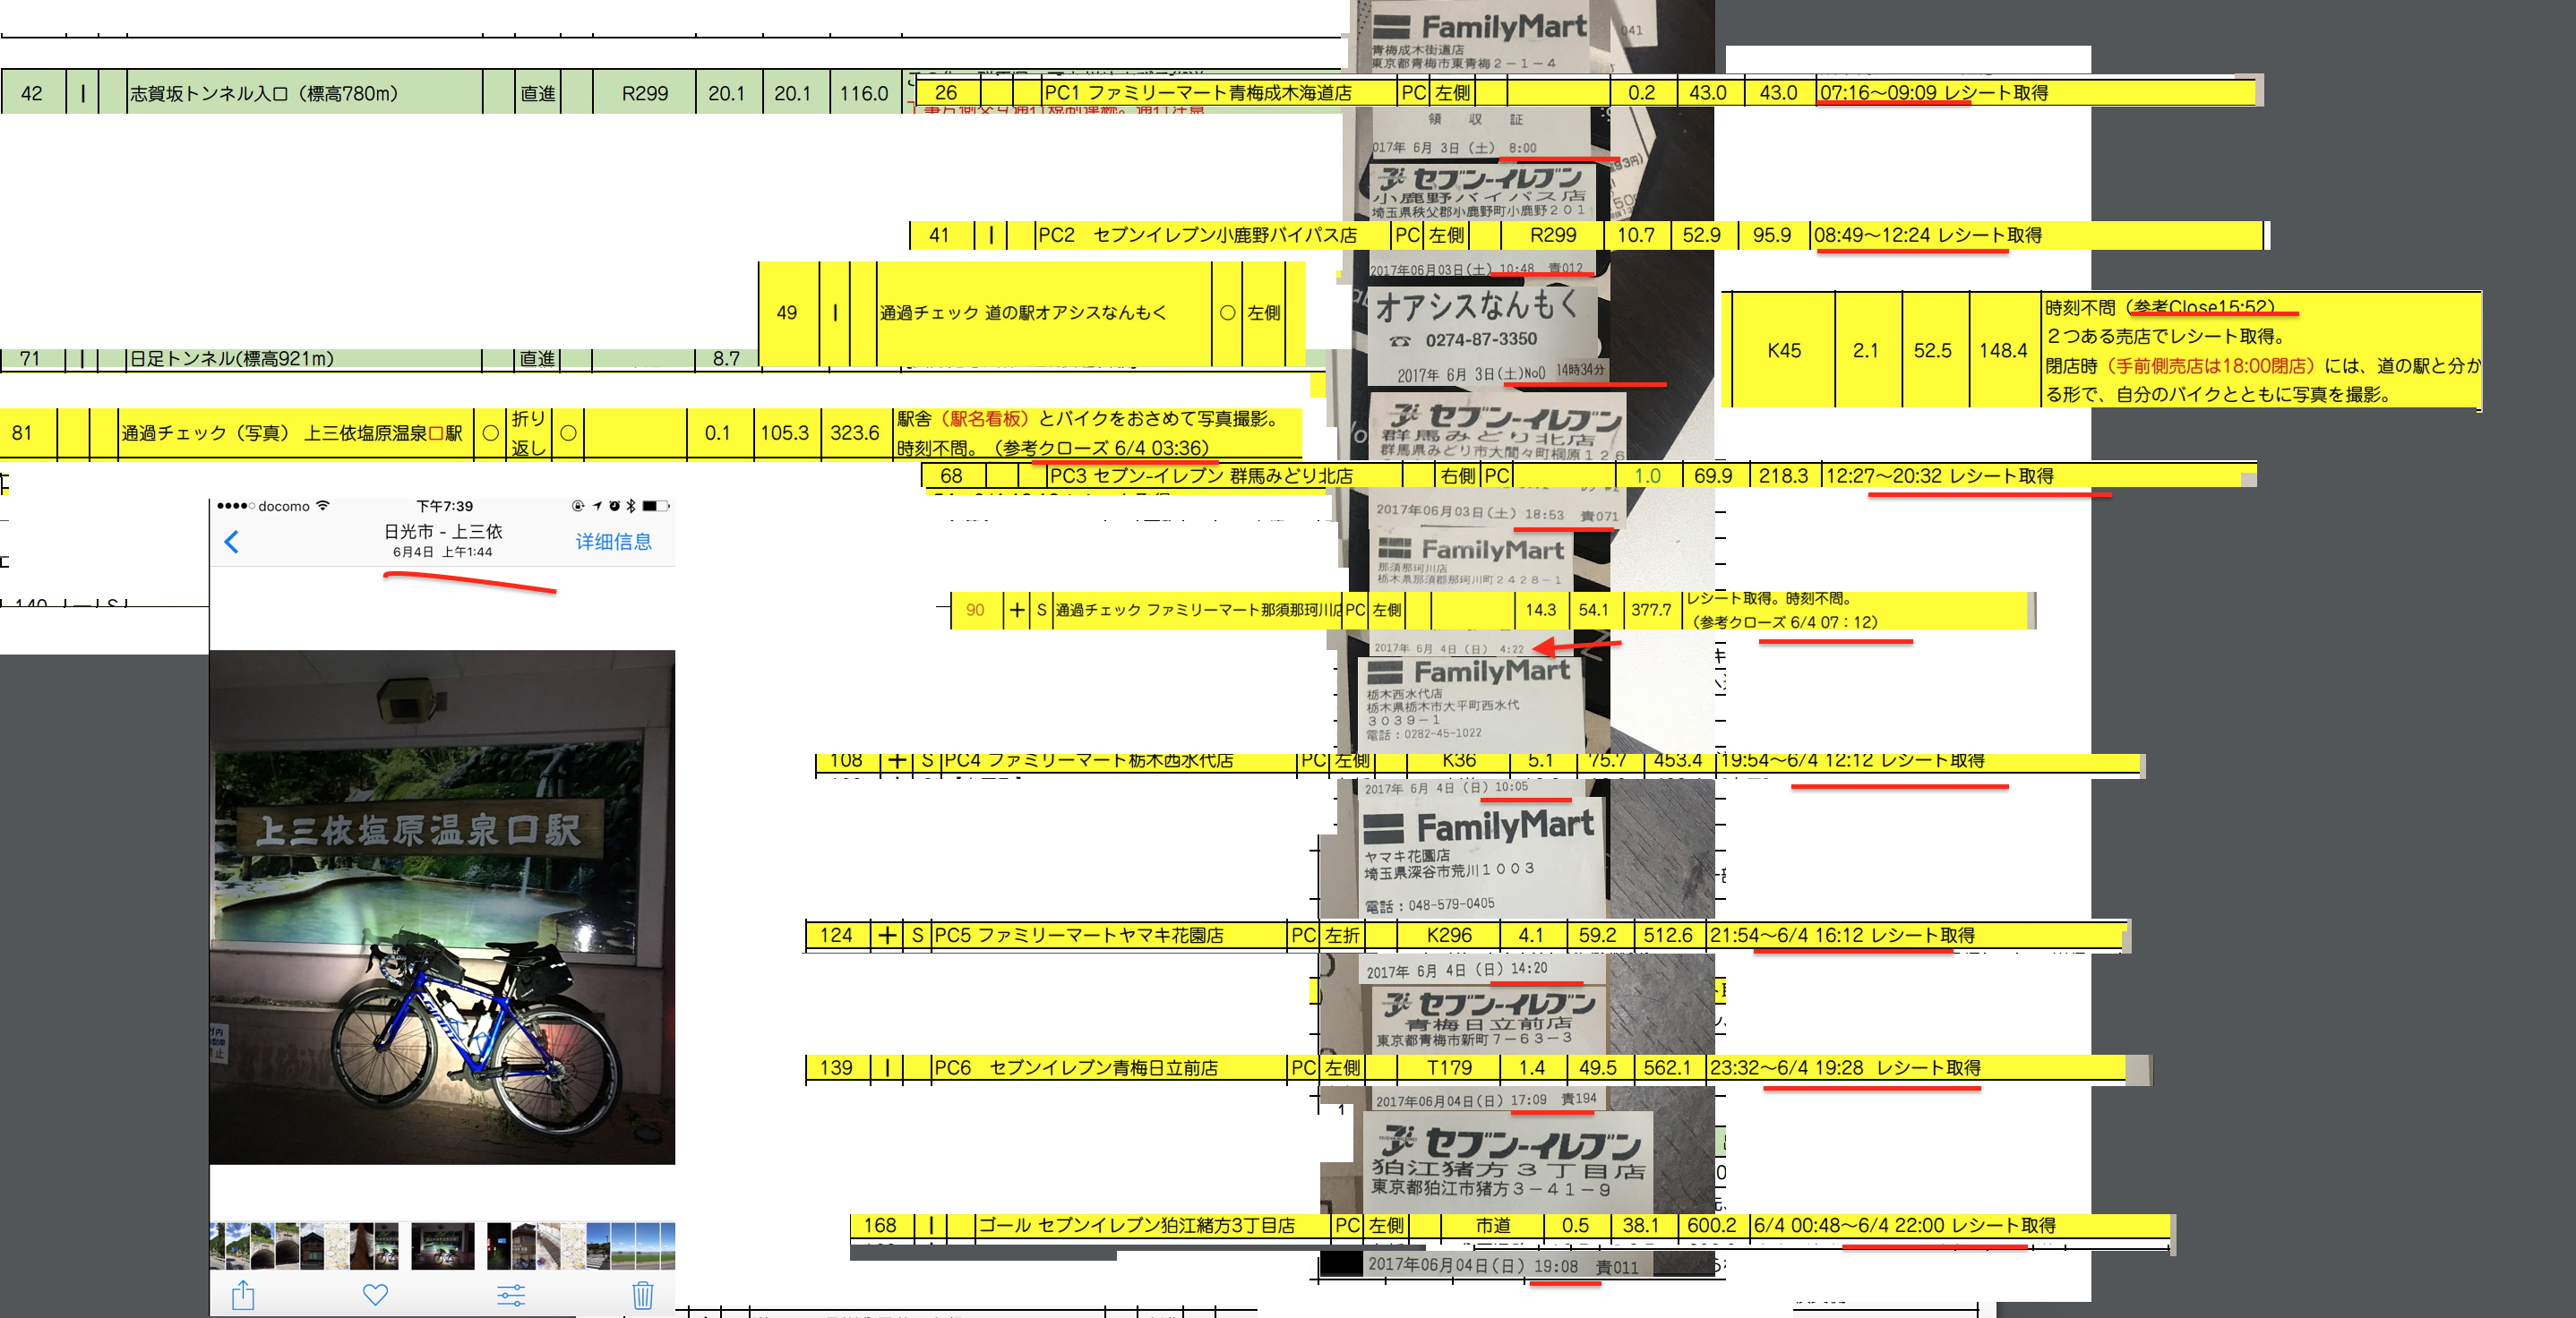 FamilyMart
041
青梅成木街道店
東京都青梅市東青梅2-1-4
42 | 志賀坂トンネル入口（標高780m） 直進 R299 20.1 20.1 116.0
26 PC1 ファミリーマート青梅成木海道店 PC 左側 0.2 43.0 43.0 07:16～09:09 レシート取得
領 収 証
017年 6月 3日（土） 8:00
セブン-イレブン
小鹿野バイパス店
埼玉県秩父郡小鹿野町小鹿野201
41 | PC2 セブンイレブン小鹿野バイパス店 PC 左側 R299 10.7 52.9 95.9 08:49～12:24 レシート取得
2017年06月03日(土) 10:48 責012
49 | 通過チェック 道の駅オアシスなんもく ○ 左側
オアシスなんもく
☎ 0274-87-3350
2017年 6月 3日(土)No0 14時34分
K45 2.1 52.5 148.4
時刻不問（参考Close15:52）
２つある売店でレシート取得。
閉店時（手前側売店は18:00閉店）には、道の駅と分か
る形で、自分のバイクとともに写真を撮影。
71 | 日足トンネル(標高921m) 直進 8.7
81 通過チェック（写真） 上三依塩原温泉口駅 ○ 折り返し ○ 0.1 105.3 323.6
駅舎（駅名看板）とバイクをおさめて写真撮影。
時刻不問。（参考クローズ 6/4 03:36）
セブン-イレブン
群馬みどり北店
群馬県みどり市大間々町桐原126
68 PC3 セブン-イレブン 群馬みどり北店 右側 PC 1.0 69.9 218.3 12:27～20:32 レシート取得
2017年06月03日(土) 18:53 責071
docomo 下午7:39
日光市 - 上三依
6月4日 上午1:44
详细信息
FamilyMart
那須那珂川店
栃木県那須郡那珂川町2428-1
90 + S 通過チェック ファミリーマート那須那珂川店 PC 左側 14.3 54.1 377.7
レシート取得。時刻不問。
（参考クローズ 6/4 07：12）
2017年 6月 4日（日） 4:22
FamilyMart
栃木西水代店
栃木県栃木市大平町西水代
3039-1
電話：0282-45-1022
108 + S PC4 ファミリーマート栃木西水代店 PC 左側 K36 5.1 75.7 453.4 19:54～6/4 12:12 レシート取得
2017年 6月 4日（日）10:05
上三依塩原温泉口駅
FamilyMart
ヤマキ花園店
埼玉県深谷市荒川1003
電話：048-579-0405
124 + S PC5 ファミリーマートヤマキ花園店 PC 左折 K296 4.1 59.2 512.6 21:54～6/4 16:12 レシート取得
2017年 6月 4日（日）14:20
セブン-イレブン
青梅日立前店
東京都青梅市新町7-63-3
139 | S PC6 セブンイレブン青梅日立前店 PC 左側 T179 1.4 49.5 562.1 23:32～6/4 19:28 レシート取得
2017年06月04日(日) 17:09 責194
セブン-イレブン
狛江猪方3丁目店
東京都狛江市猪方3-41-9
168 | ゴール セブンイレブン狛江緒方3丁目店 PC 左側 市道 0.5 38.1 600.2 6/4 00:48～6/4 22:00 レシート取得
2017年06月04日(日) 19:08 責011